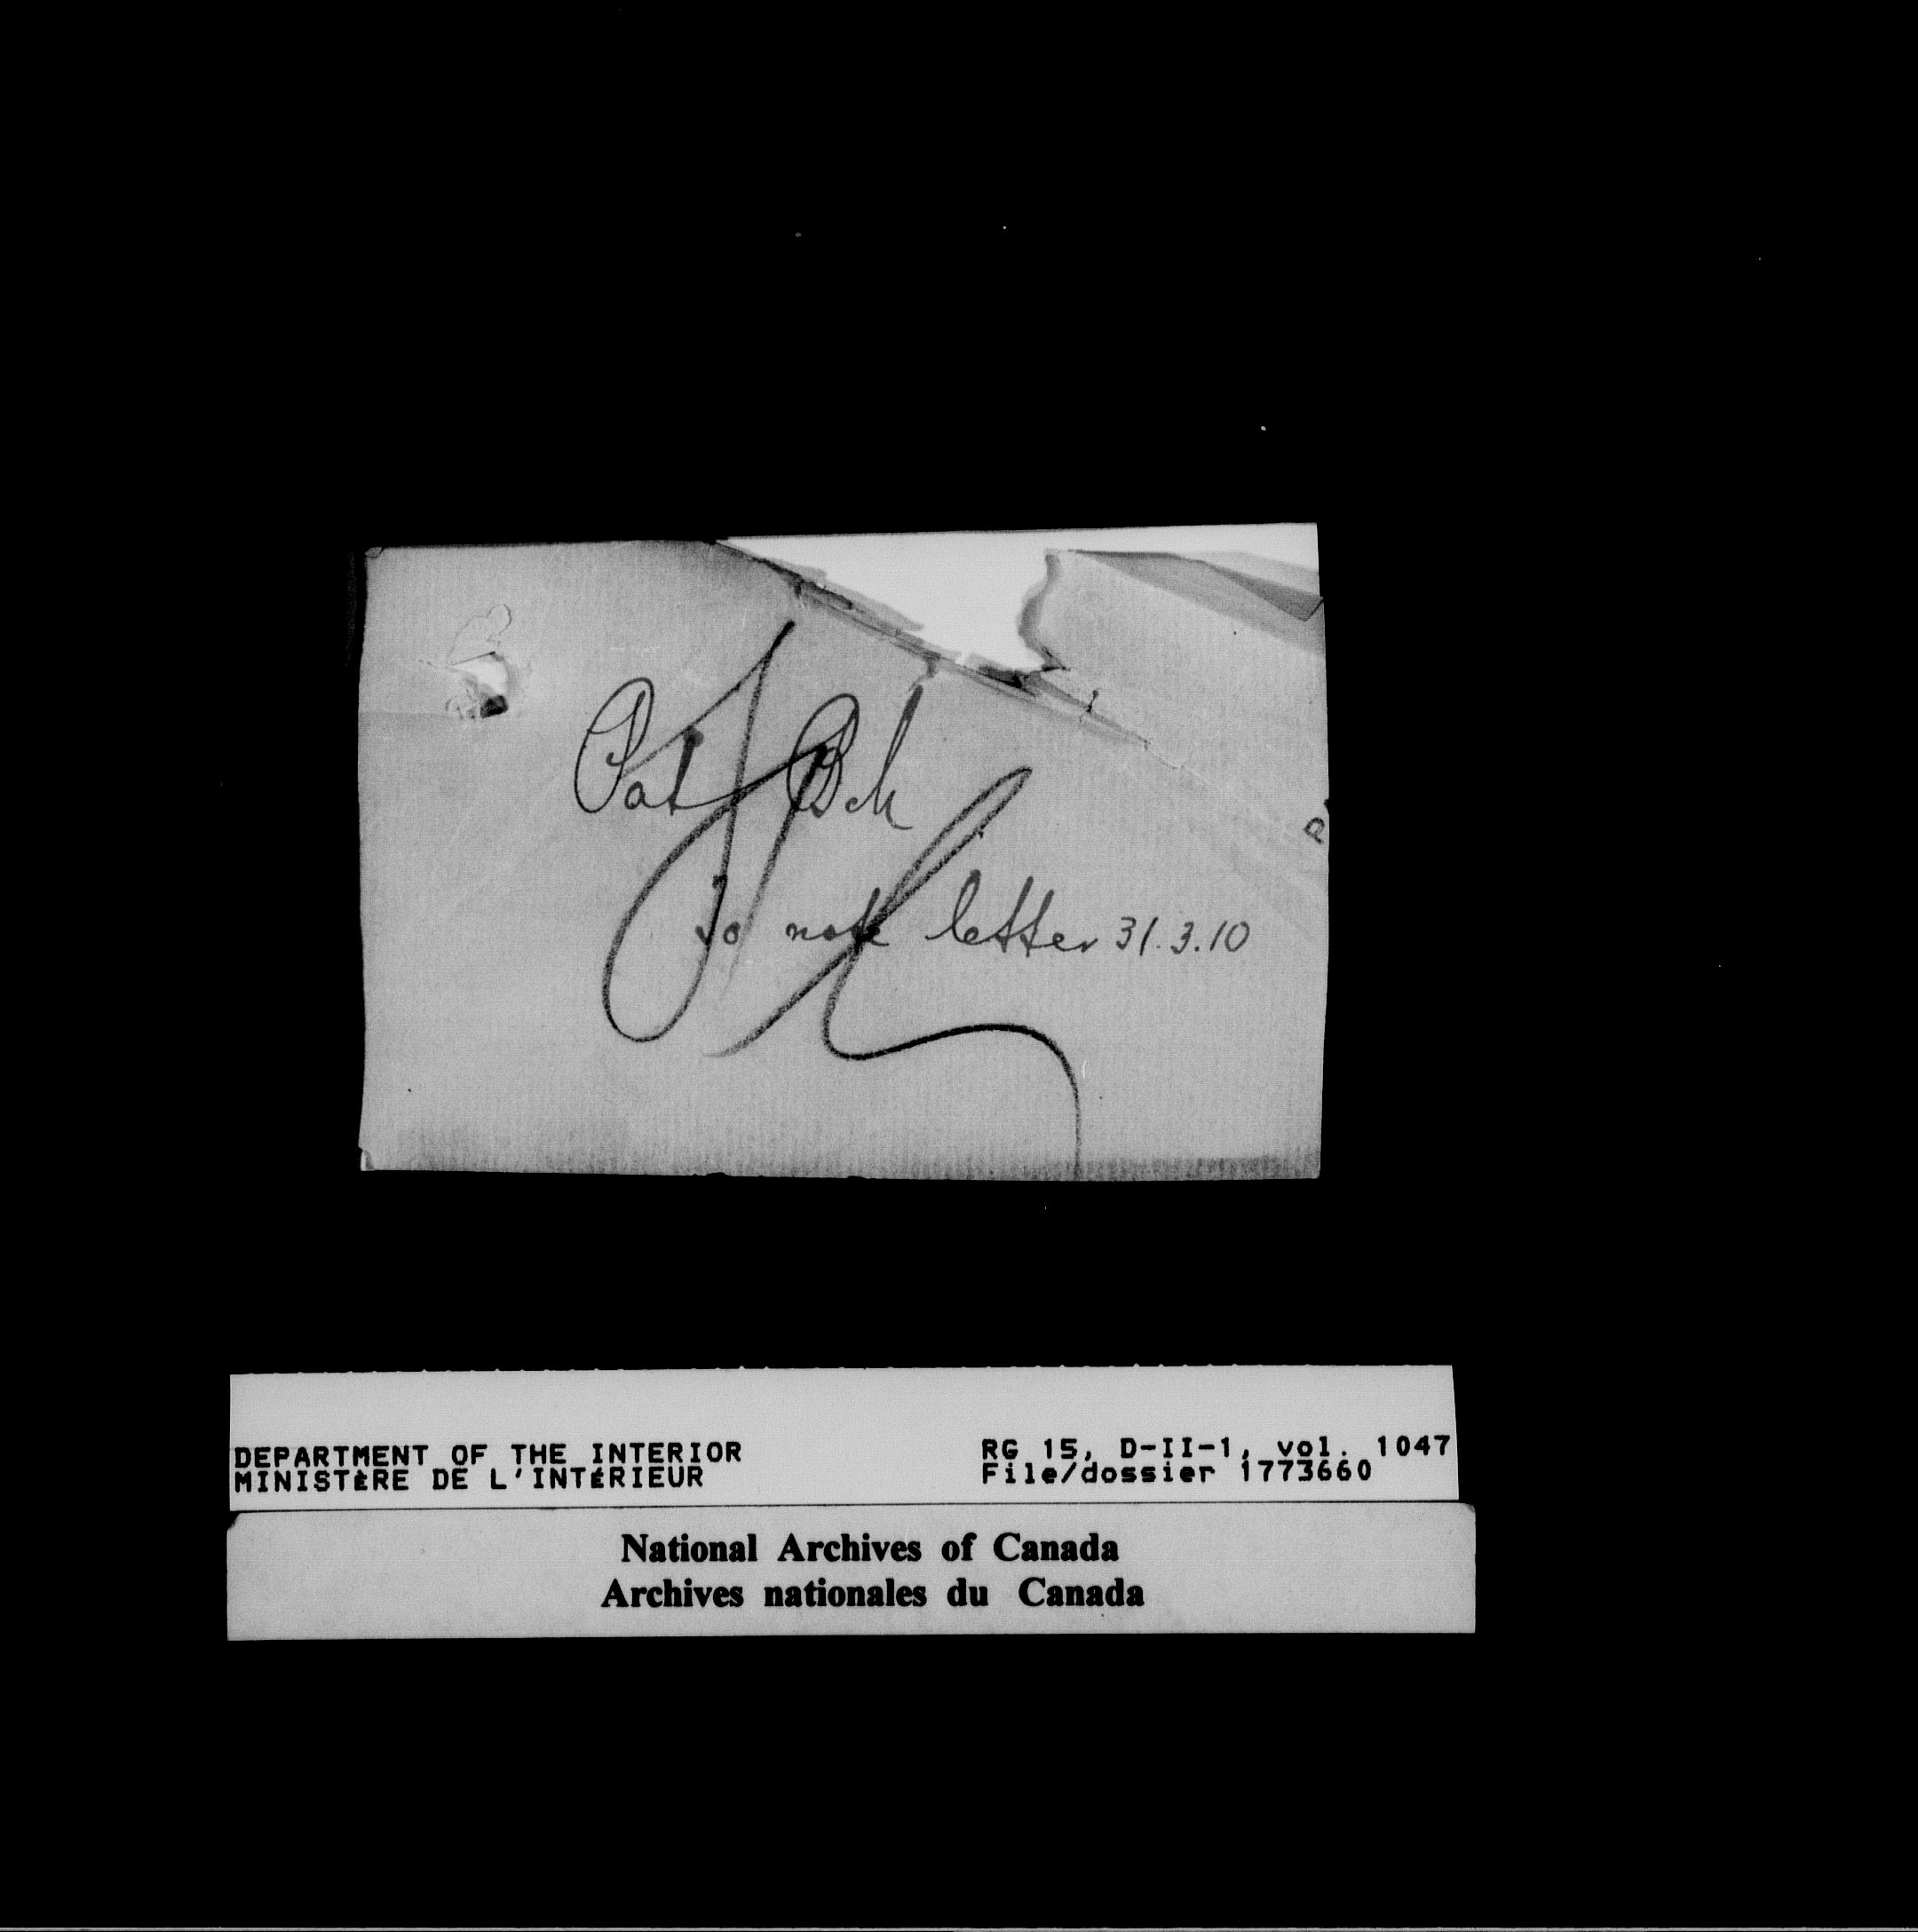 Pat Bch
To note letter 31.3.10
DEPARTMENT OF THE INTERIOR
MINISTÈRE DE L'INTÉRIEUR
RG 15, D-II-1, vol. 1047
File/dossier 1773660
National Archives of Canada
Archives nationales du Canada